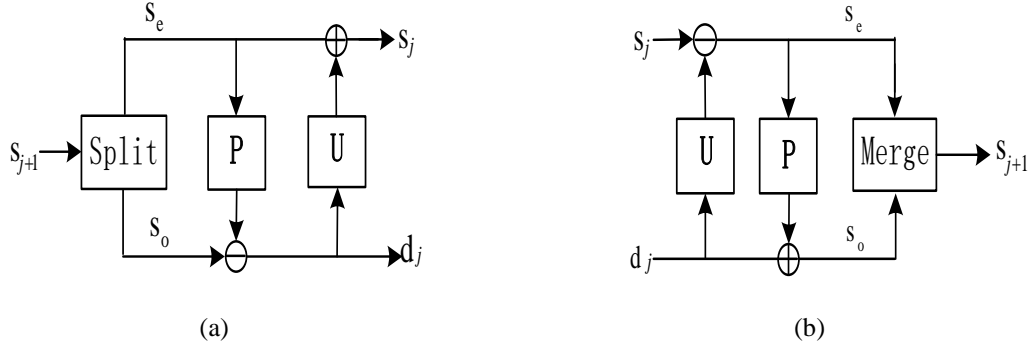 s_e
s_j
s_{j+1}
Split
P
U
s_o
d_j
(a)
s_j
s_e
U
P
Merge
s_{j+1}
d_j
s_o
(b)